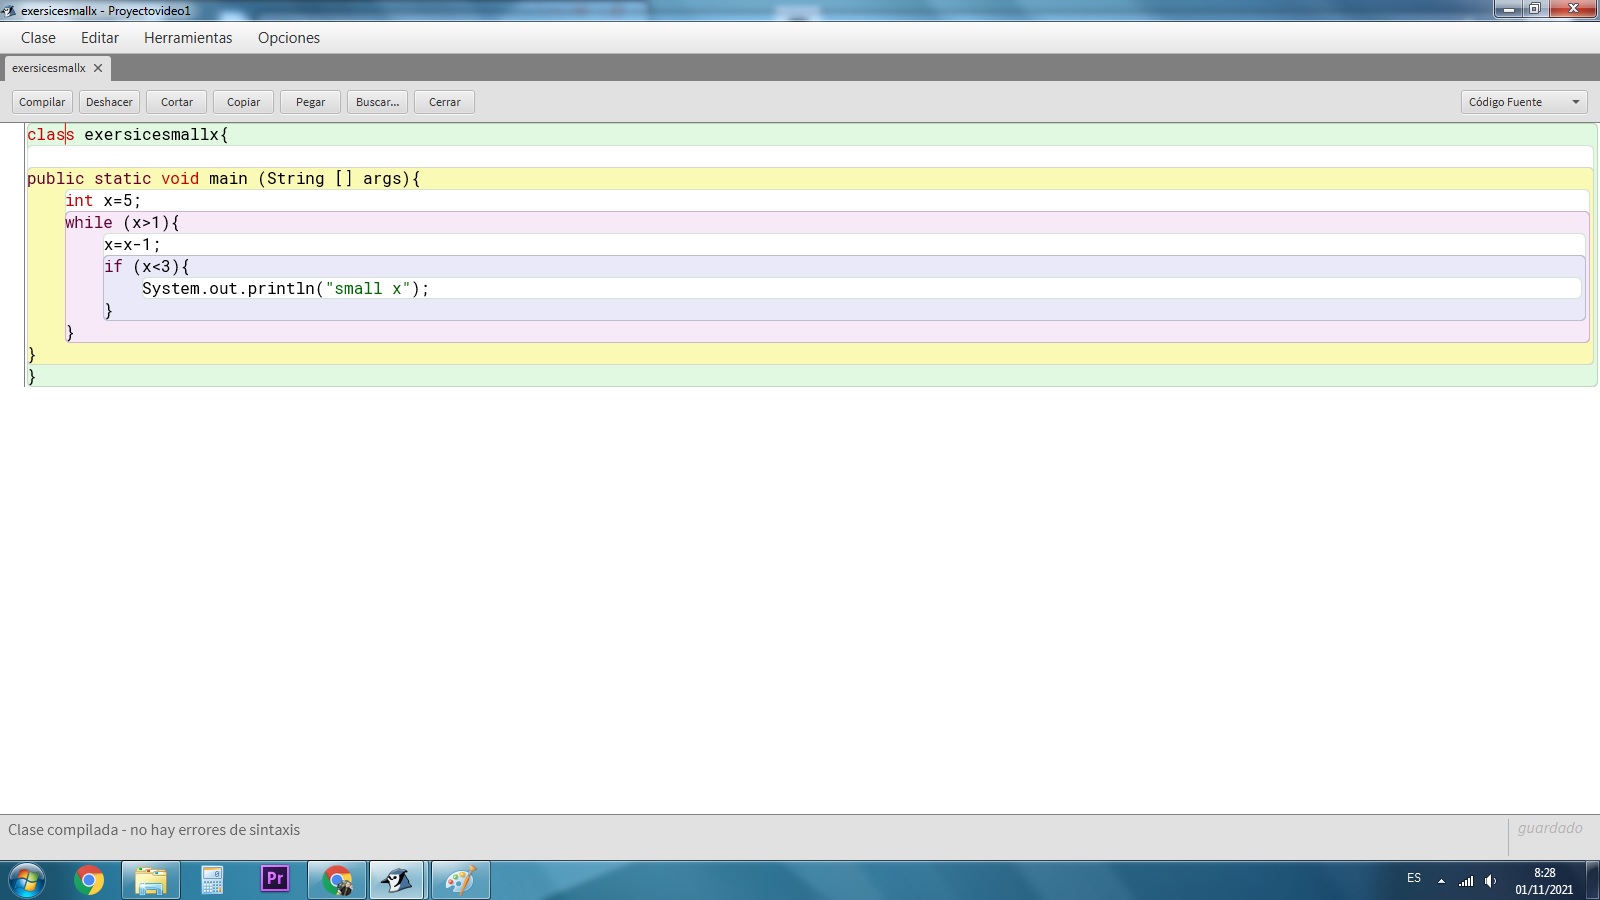 exersicesmallx - Proyectovideo1
Clase Editar Herramientas Opciones
exersicesmallx
Compilar Deshacer Cortar Copiar Pegar Buscar... Cerrar Código Fuente
class exersicesmallx{
public static void main (String [] args){
int x=5;
while (x>1){
x=x-1;
if (x<3){
System.out.println("small x");
}
}
}
}
Clase compilada - no hay errores de sintaxis
guardado
Pr
ES
8:28
01/11/2021